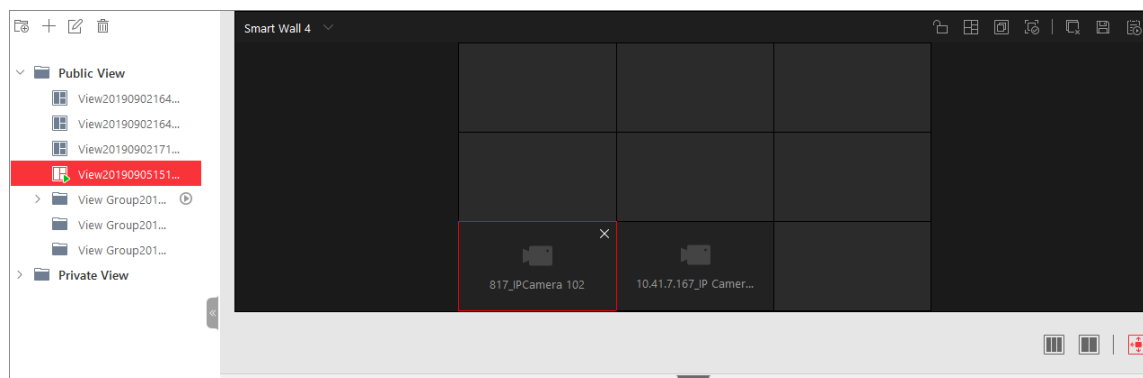 Smart Wall 4
Public View
View20190902164...
View20190902164...
View20190902171...
View20190905151...
View Group201...
View Group201...
View Group201...
Private View
817_IPCamera 102
10.41.7.167_IP Camer...